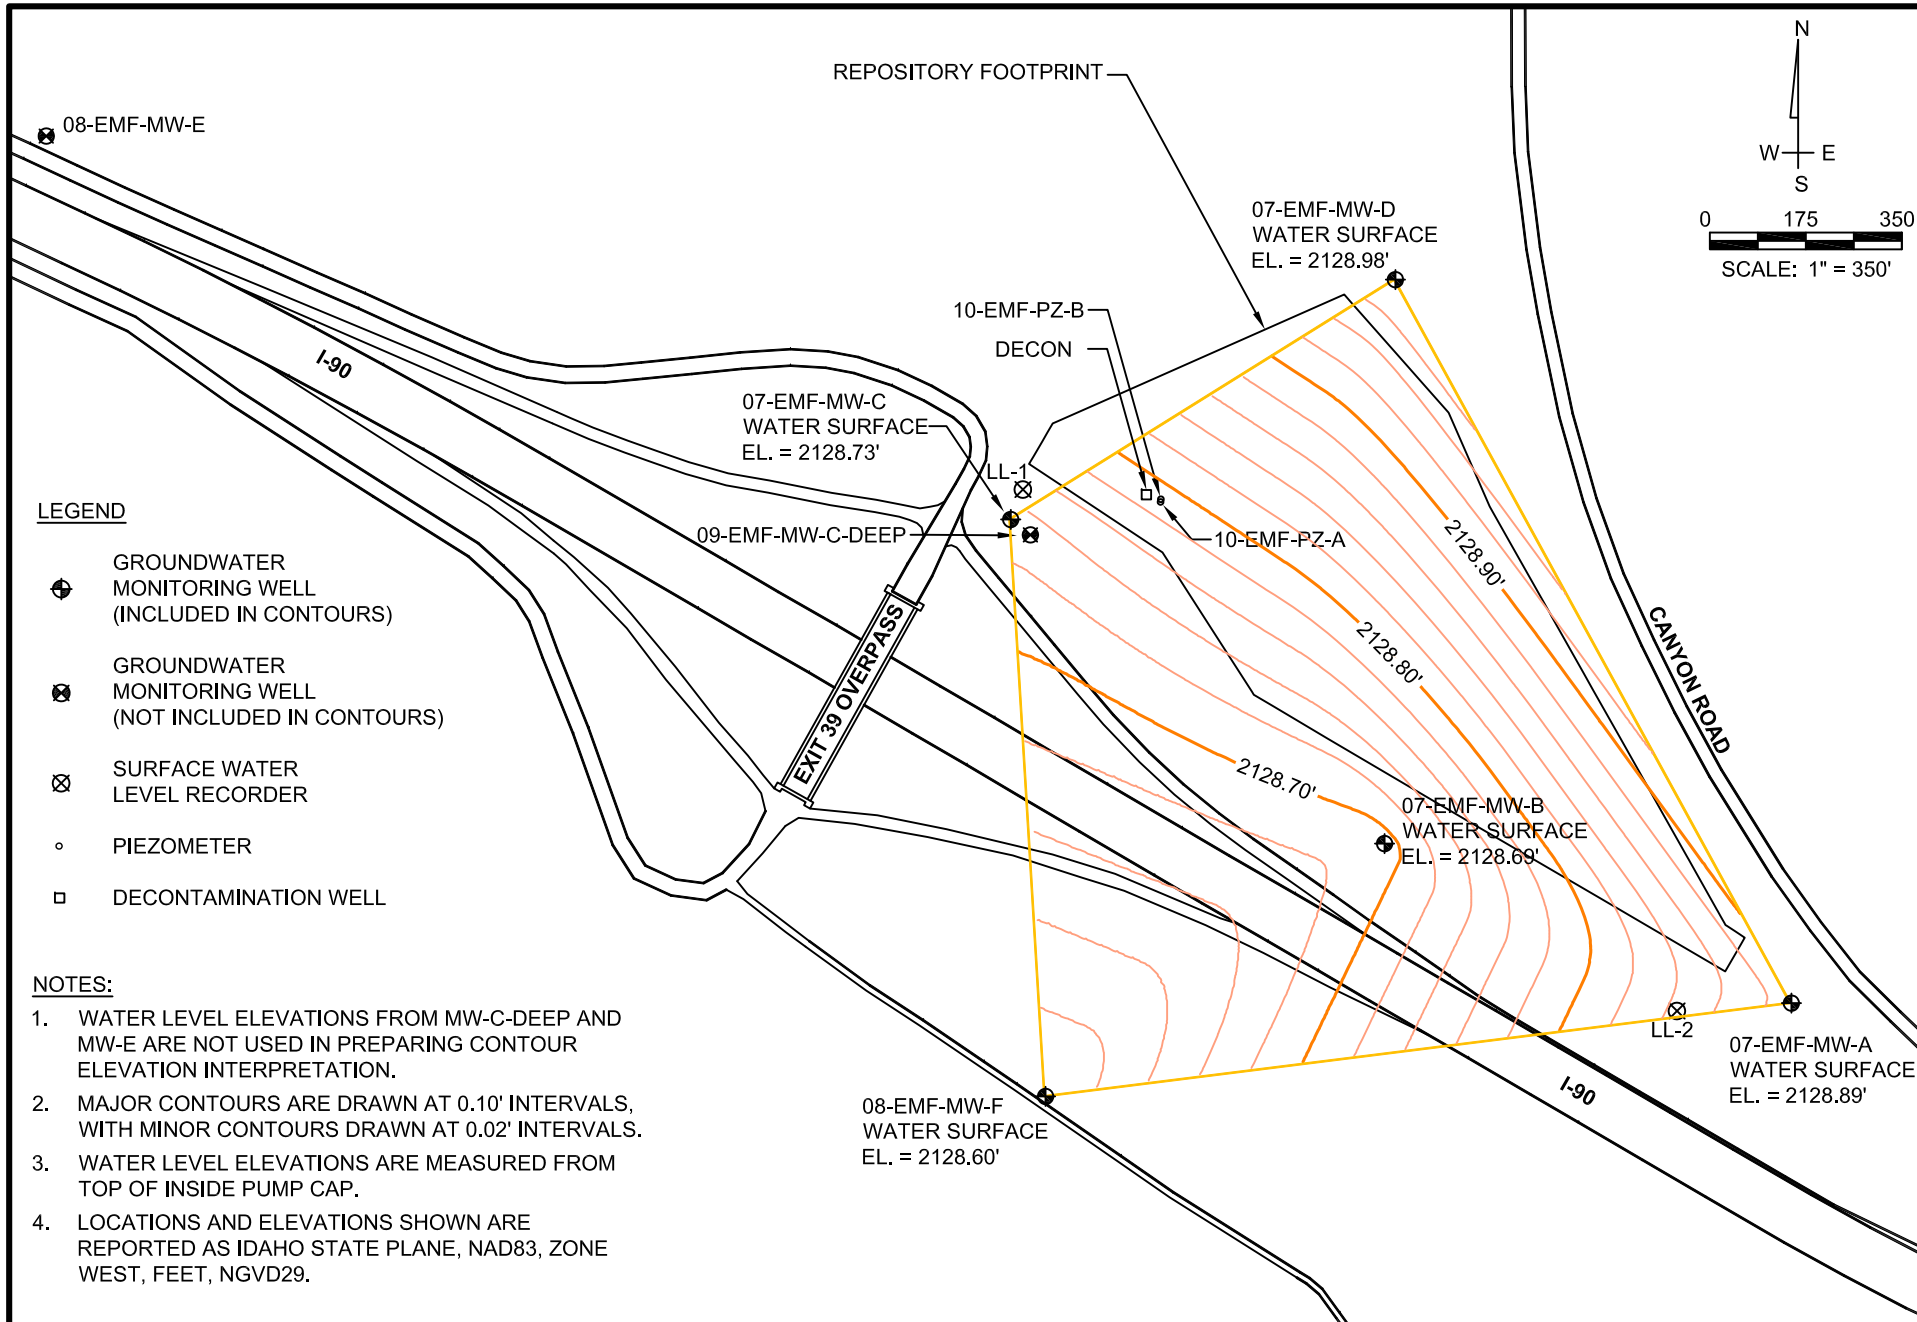 REPOSITORY FOOTPRINT
N
W E
S
0 175 350
SCALE: 1" = 350'
08-EMF-MW-E
07-EMF-MW-D
WATER SURFACE
EL. = 2128.98'
10-EMF-PZ-B
DECON
I-90
07-EMF-MW-C
WATER SURFACE
EL. = 2128.73'
LL-1
09-EMF-MW-C-DEEP
10-EMF-PZ-A
2128.90'
2128.80'
2128.70'
EXIT 39 OVERPASS
CANYON ROAD
07-EMF-MW-B
WATER SURFACE
EL. = 2128.69'
LL-2
07-EMF-MW-A
WATER SURFACE
EL. = 2128.89'
I-90
08-EMF-MW-F
WATER SURFACE
EL. = 2128.60'
LEGEND
GROUNDWATER
MONITORING WELL
(INCLUDED IN CONTOURS)
GROUNDWATER
MONITORING WELL
(NOT INCLUDED IN CONTOURS)
SURFACE WATER
LEVEL RECORDER
PIEZOMETER
DECONTAMINATION WELL
NOTES:
1. WATER LEVEL ELEVATIONS FROM MW-C-DEEP AND
MW-E ARE NOT USED IN PREPARING CONTOUR
ELEVATION INTERPRETATION.
2. MAJOR CONTOURS ARE DRAWN AT 0.10' INTERVALS,
WITH MINOR CONTOURS DRAWN AT 0.02' INTERVALS.
3. WATER LEVEL ELEVATIONS ARE MEASURED FROM
TOP OF INSIDE PUMP CAP.
4. LOCATIONS AND ELEVATIONS SHOWN ARE
REPORTED AS IDAHO STATE PLANE, NAD83, ZONE
WEST, FEET, NGVD29.